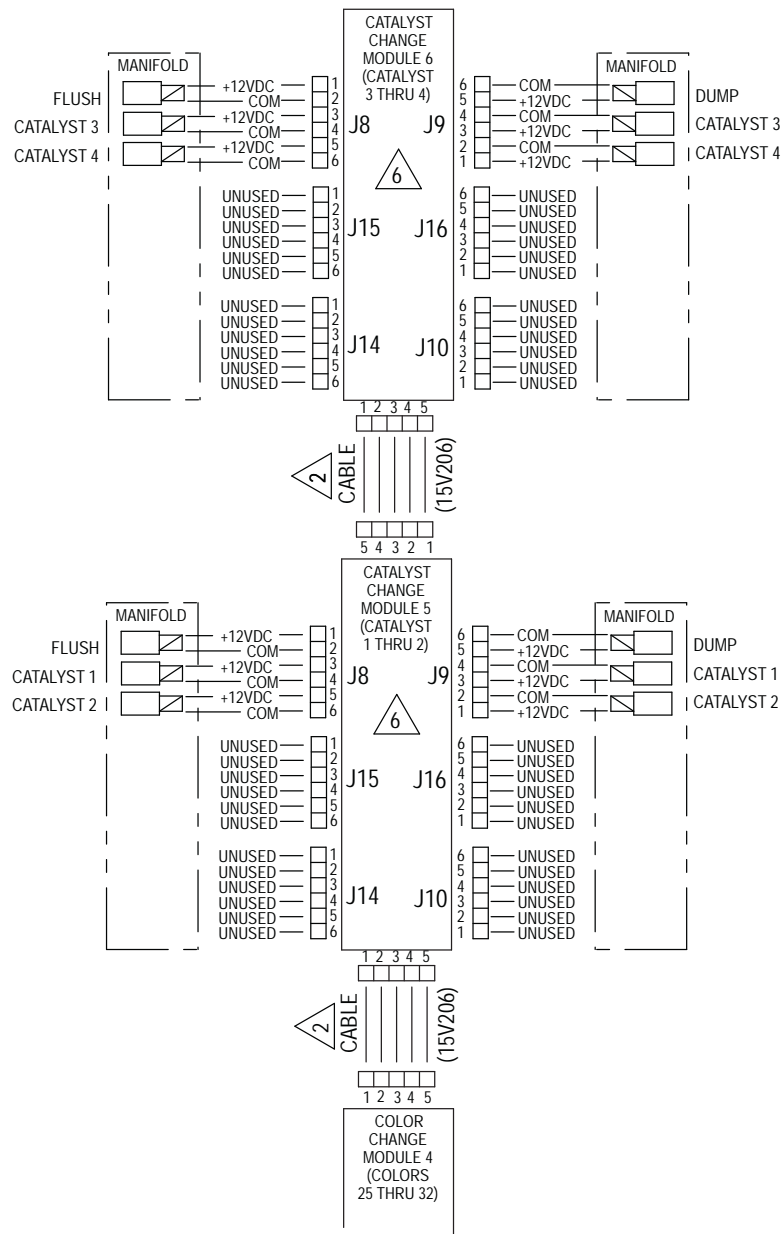 CATALYST
CHANGE
MODULE 6
(CATALYST
3 THRU 4)
MANIFOLD
FLUSH
CATALYST 3
CATALYST 4
+12VDC
COM
+12VDC
COM
+12VDC
COM
1
2
3
4
5
6
J8
J9
6
6
5
4
3
2
1
COM
+12VDC
COM
+12VDC
COM
+12VDC
MANIFOLD
DUMP
CATALYST 3
CATALYST 4
UNUSED
UNUSED
UNUSED
UNUSED
UNUSED
UNUSED
1
2
3
4
5
6
J15
J16
6
5
4
3
2
1
UNUSED
UNUSED
UNUSED
UNUSED
UNUSED
UNUSED
UNUSED
UNUSED
UNUSED
UNUSED
UNUSED
UNUSED
1
2
3
4
5
6
J14
J10
6
5
4
3
2
1
UNUSED
UNUSED
UNUSED
UNUSED
UNUSED
UNUSED
1 2 3 4 5
2
CABLE
(15V206)
5 4 3 2 1
CATALYST
CHANGE
MODULE 5
(CATALYST
1 THRU 2)
MANIFOLD
FLUSH
CATALYST 1
CATALYST 2
+12VDC
COM
+12VDC
COM
+12VDC
COM
1
2
3
4
5
6
J8
J9
6
6
5
4
3
2
1
COM
+12VDC
COM
+12VDC
COM
+12VDC
MANIFOLD
DUMP
CATALYST 1
CATALYST 2
UNUSED
UNUSED
UNUSED
UNUSED
UNUSED
UNUSED
1
2
3
4
5
6
J15
J16
6
5
4
3
2
1
UNUSED
UNUSED
UNUSED
UNUSED
UNUSED
UNUSED
UNUSED
UNUSED
UNUSED
UNUSED
UNUSED
UNUSED
1
2
3
4
5
6
J14
J10
6
5
4
3
2
1
UNUSED
UNUSED
UNUSED
UNUSED
UNUSED
UNUSED
1 2 3 4 5
2
CABLE
(15V206)
1 2 3 4 5
COLOR
CHANGE
MODULE 4
(COLORS
25 THRU 32)